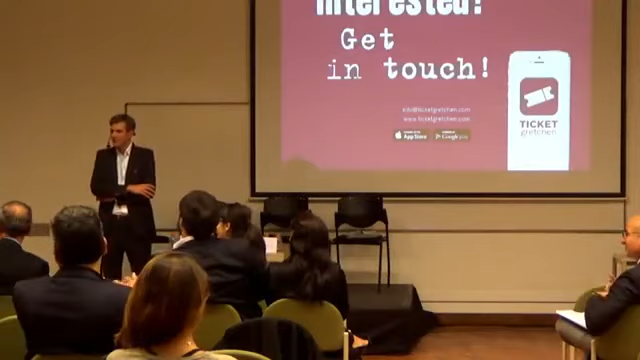 Interested?
Get
in touch!
info@ticketgretchen.com
www.ticketgretchen.com
App Store
Google play
TICKET
gretchen